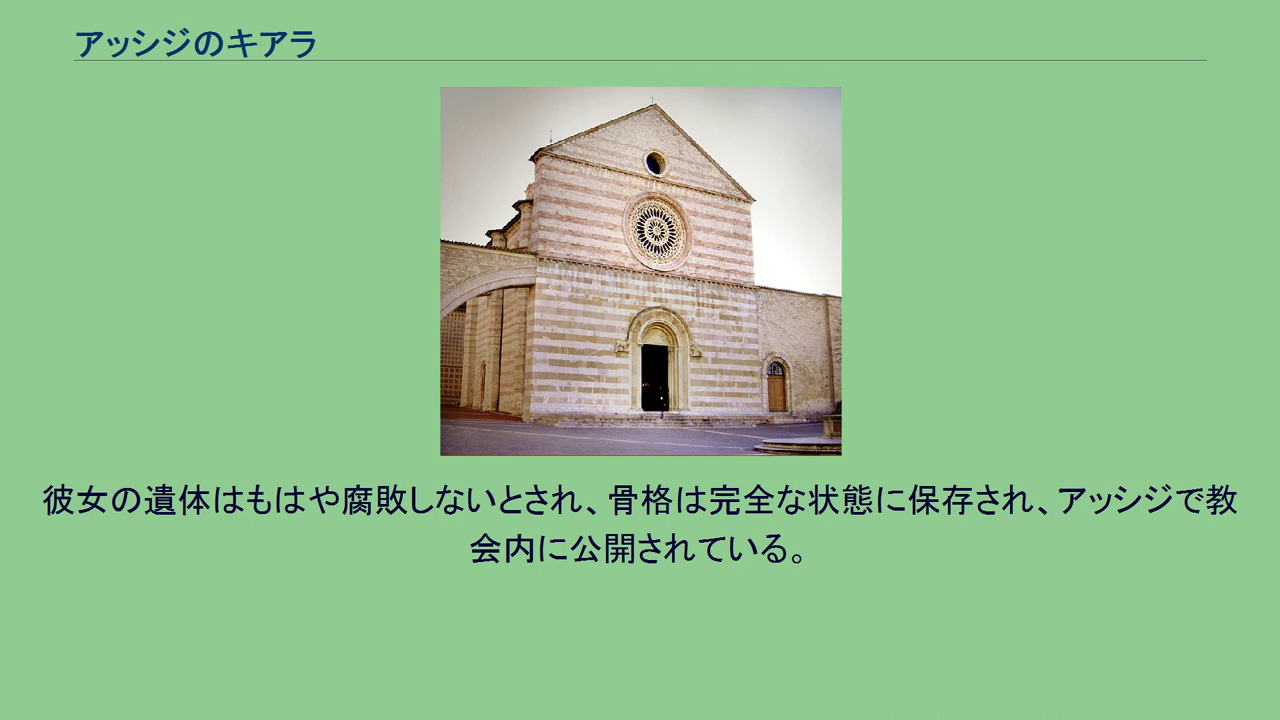 アッシジのキアラ
彼女の遺体はもはや腐敗しないとされ、骨格は完全な状態に保存され、アッシジで教
会内に公開されている。